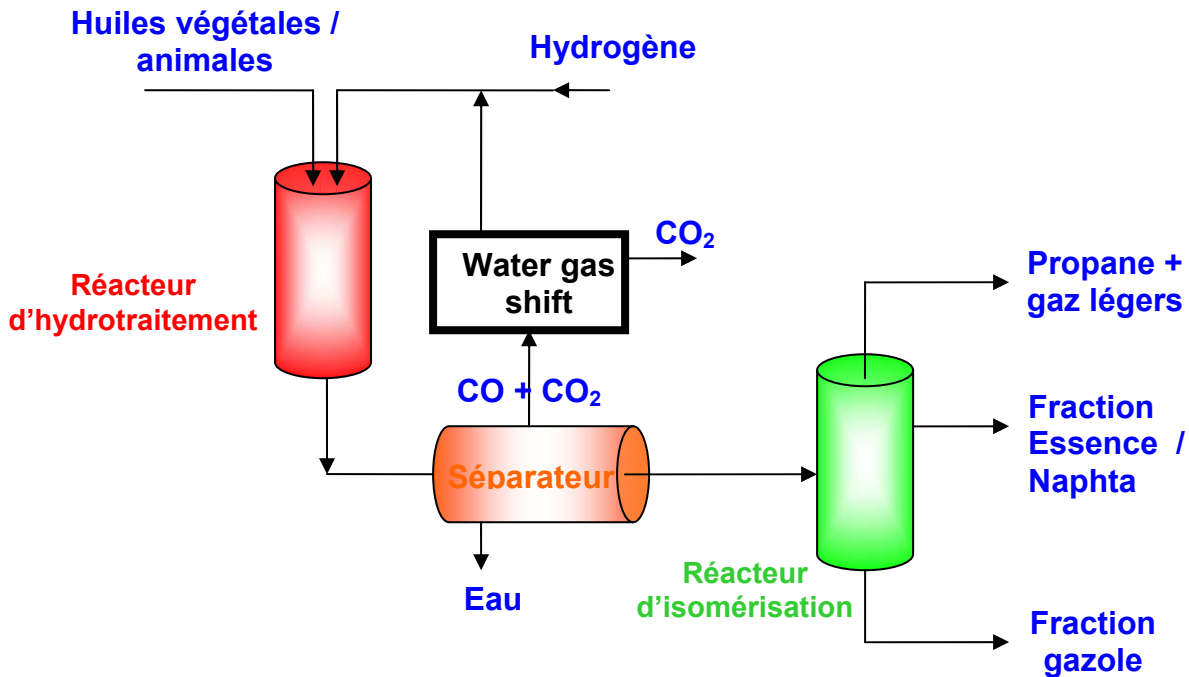 Huiles végétales /
animales
Hydrogène
CO₂
Water gas
shift
Réacteur
d'hydrotraitement
CO + CO₂
Séparateur
Eau
Réacteur
d'isomérisation
Propane +
gaz légers
Fraction
Essence /
Naphta
Fraction
gazole